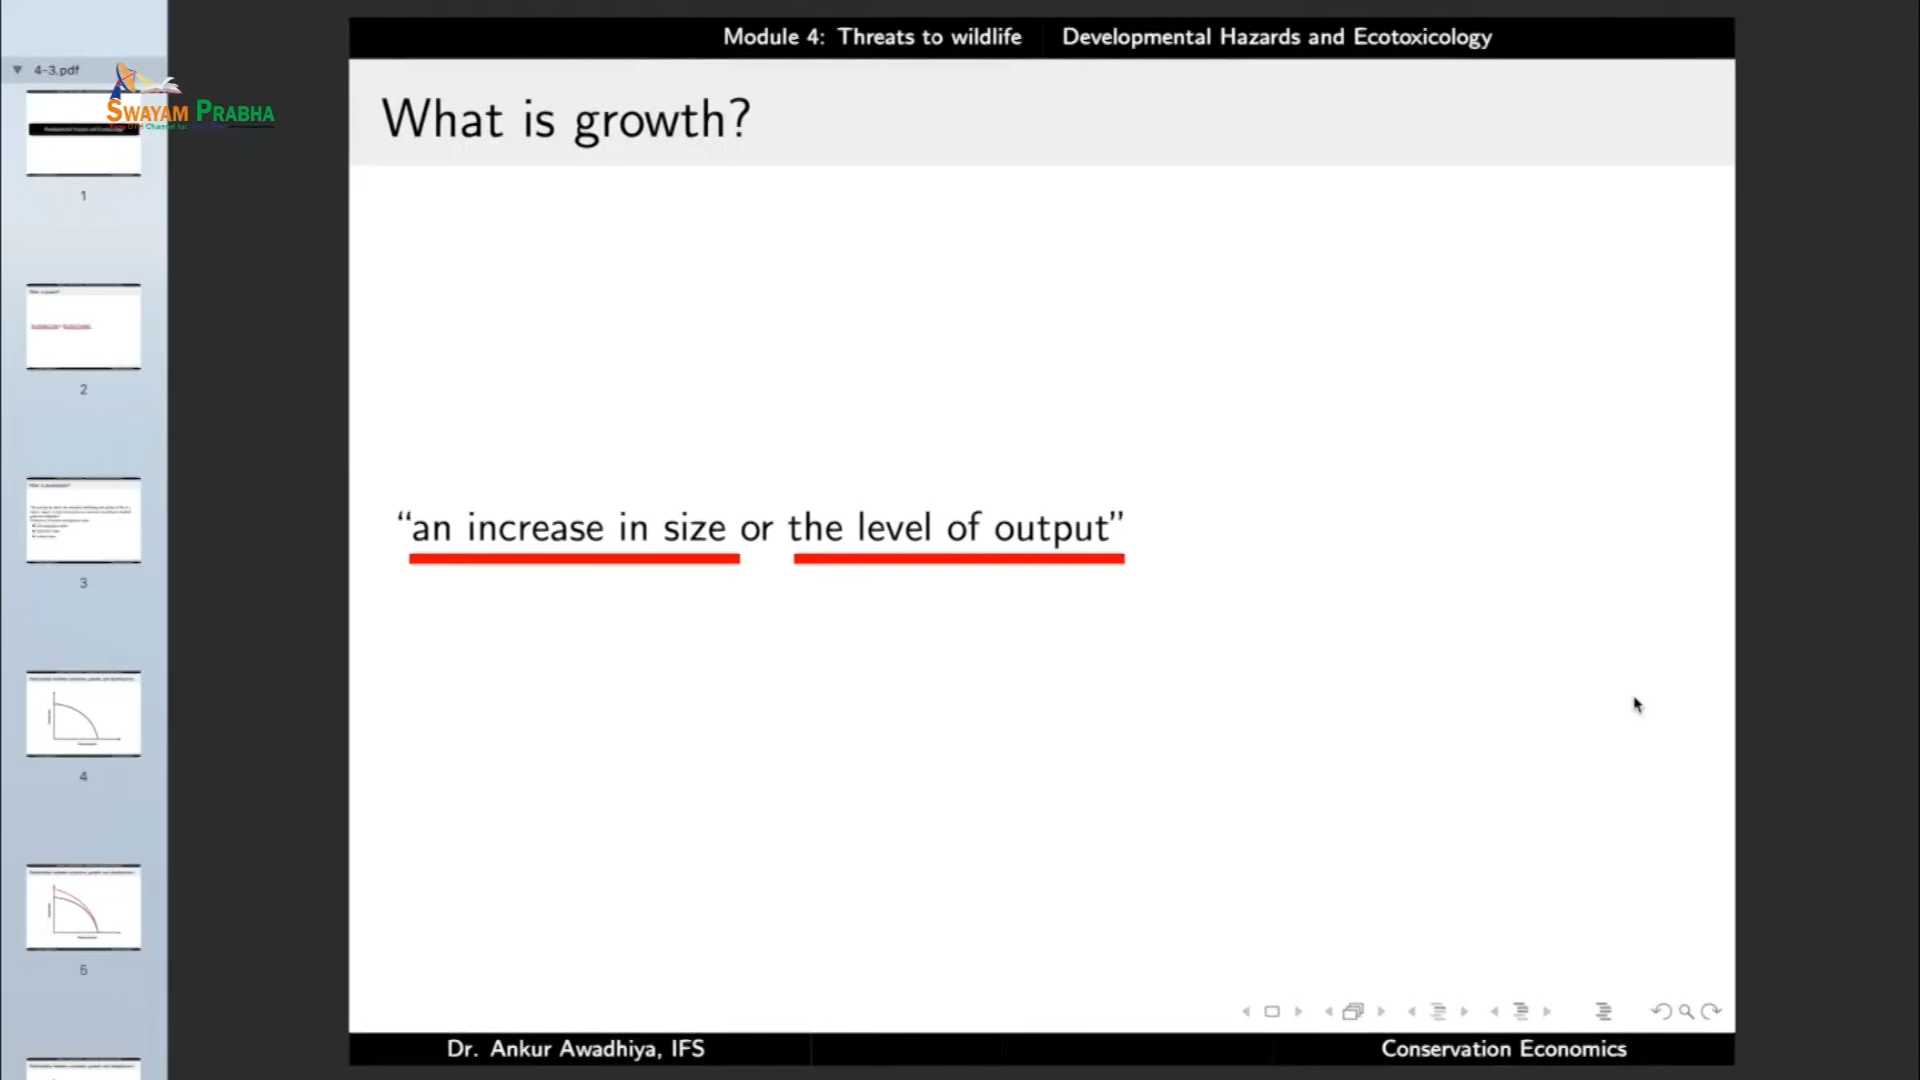 Module 4: Threats to wildlife Developmental Hazards and Ecotoxicology
4-3.pdf
SWAYAM PRABHA
What is growth?
1
2
3
4
5
“an increase in size or the level of output”
Dr. Ankur Awadhiya, IFS Conservation Economics